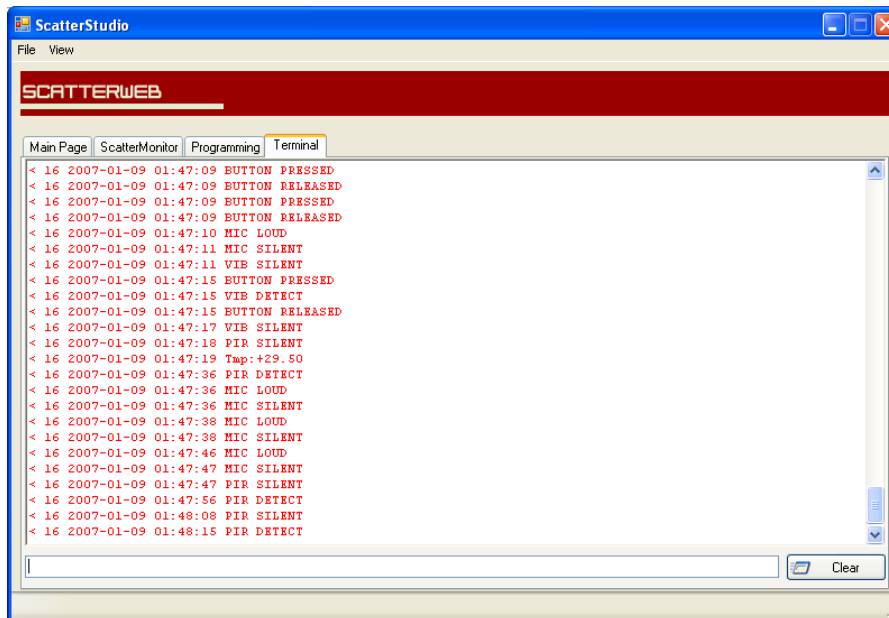 ScatterStudio
File View
SCATTERWEB
Main Page ScatterMonitor Programming Terminal
< 16 2007-01-09 01:47:09 BUTTON PRESSED
< 16 2007-01-09 01:47:09 BUTTON RELEASED
< 16 2007-01-09 01:47:09 BUTTON PRESSED
< 16 2007-01-09 01:47:09 BUTTON RELEASED
< 16 2007-01-09 01:47:10 MIC LOUD
< 16 2007-01-09 01:47:11 MIC SILENT
< 16 2007-01-09 01:47:11 VIB SILENT
< 16 2007-01-09 01:47:15 BUTTON PRESSED
< 16 2007-01-09 01:47:15 VIB DETECT
< 16 2007-01-09 01:47:15 BUTTON RELEASED
< 16 2007-01-09 01:47:17 VIB SILENT
< 16 2007-01-09 01:47:18 PIR SILENT
< 16 2007-01-09 01:47:19 Tmp:+29.50
< 16 2007-01-09 01:47:36 PIR DETECT
< 16 2007-01-09 01:47:36 MIC LOUD
< 16 2007-01-09 01:47:36 MIC SILENT
< 16 2007-01-09 01:47:38 MIC LOUD
< 16 2007-01-09 01:47:38 MIC SILENT
< 16 2007-01-09 01:47:46 MIC LOUD
< 16 2007-01-09 01:47:47 MIC SILENT
< 16 2007-01-09 01:47:47 PIR SILENT
< 16 2007-01-09 01:47:56 PIR DETECT
< 16 2007-01-09 01:48:08 PIR SILENT
< 16 2007-01-09 01:48:15 PIR DETECT
Clear